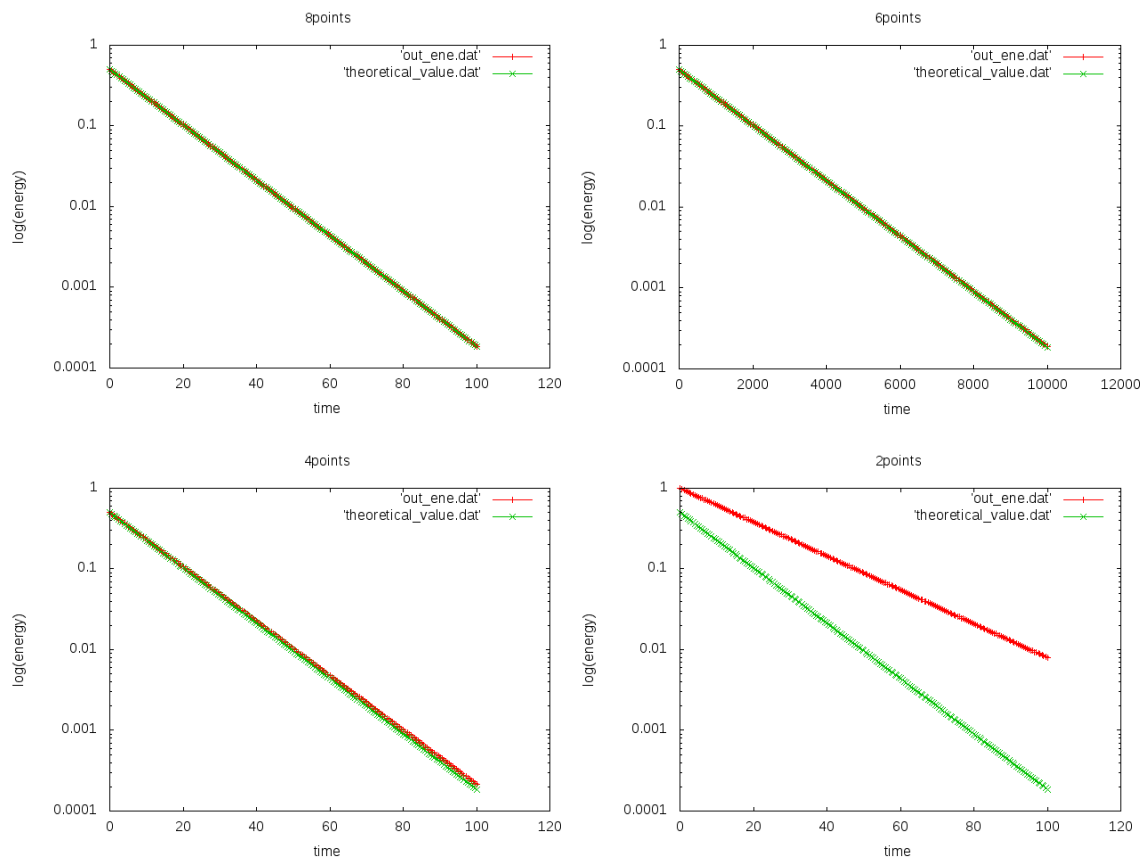 8points
1
0.1
0.01
0.001
0.0001
log(energy)
'out_ene.dat'
'theoretical_value.dat'
0 20 40 60 80 100 120
time
6points
1
0.1
0.01
0.001
0.0001
log(energy)
'out_ene.dat'
'theoretical_value.dat'
0 2000 4000 6000 8000 10000 12000
time
4points
1
0.1
0.01
0.001
0.0001
log(energy)
'out_ene.dat'
'theoretical_value.dat'
0 20 40 60 80 100 120
time
2points
1
0.1
0.01
0.001
0.0001
log(energy)
'out_ene.dat'
'theoretical_value.dat'
0 20 40 60 80 100 120
time